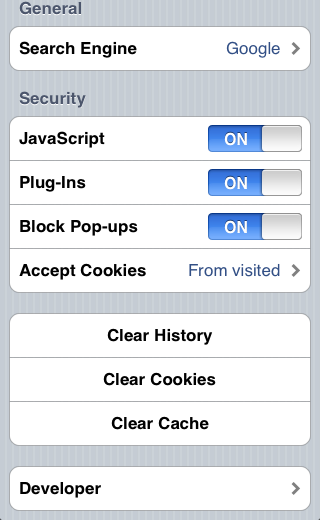 General
Search Engine Google
Security
JavaScript ON
Plug-Ins ON
Block Pop-ups ON
Accept Cookies From visited
Clear History
Clear Cookies
Clear Cache
Developer